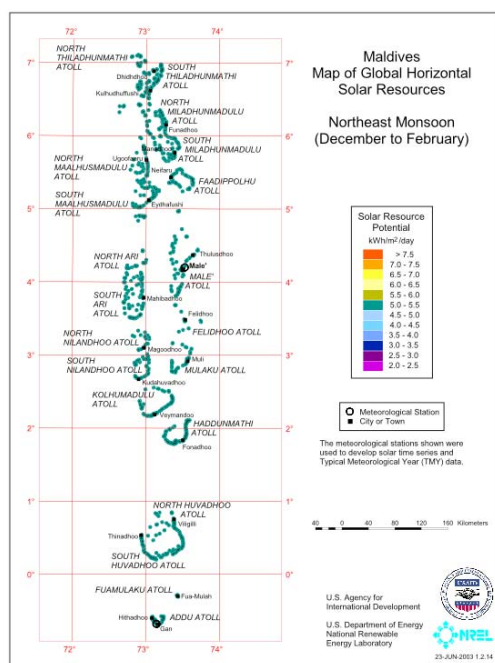 Maldives
Map of Global Horizontal
Solar Resources
Northeast Monsoon
(December to February)
72° 73° 74°
7°
6°
5°
4°
3°
2°
1°
0°
NORTH
THILADHUNMATHI
ATOLL
SOUTH
THILADHUNMATHI
ATOLL
Dhidhdhoo
Kulhudhuffushi
NORTH
MILADHUNMADULU
ATOLL
Funadhoo
SOUTH
MILADHUNMADULU
ATOLL
NORTH
MAALHUSMADULU
ATOLL
Ugoofaaru
Neifaru
FAADIPPOLHU
ATOLL
SOUTH
MAALHUSMADULU
ATOLL
Eydhafushi
Thulusdhoo
NORTH ARI
ATOLL
Male'
MALE'
ATOLL
SOUTH
ARI
ATOLL
Mahibadhoo
Felidhoo
FELIDHOO ATOLL
NORTH
NILANDHOO ATOLL
Magoodhoo
SOUTH
NILANDHOO ATOLL
Muli
MULAKU ATOLL
Kudahuvadhoo
KOLHUMADULU
ATOLL
Veymandoo
HADDUNMATHI
ATOLL
Fonadhoo
NORTH HUVADHOO
ATOLL
Viligilli
Thinadhoo
SOUTH
HUVADHOO ATOLL
FUAMULAKU ATOLL
Fua-Mulah
Hithadhoo
ADDU ATOLL
Gan
72° 73° 74°
Solar Resource
Potential
kWh/m²/day
> 7.5
7.0 - 7.5
6.5 - 7.0
6.0 - 6.5
5.5 - 6.0
5.0 - 5.5
4.5 - 5.0
4.0 - 4.5
3.5 - 4.0
3.0 - 3.5
2.5 - 3.0
2.0 - 2.5
Meteorological Station
City or Town
The meteorological stations shown were
used to develop solar time series and
Typical Meteorological Year (TMY) data.
40 0 40 80 120 160 Kilometers
U.S. Agency for
International Development
U.S. Department of Energy
National Renewable
Energy Laboratory
NREL
23-JUN-2003 1.2.14